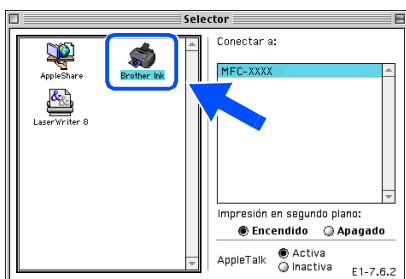 Selector
AppleShare
Brother Ink
LaserWriter 8
Conectar a:
MFC-XXXX
Impresión en segundo plano:
Encendido Apagado
AppleTalk Activa
Inactiva
E1-7.6.2